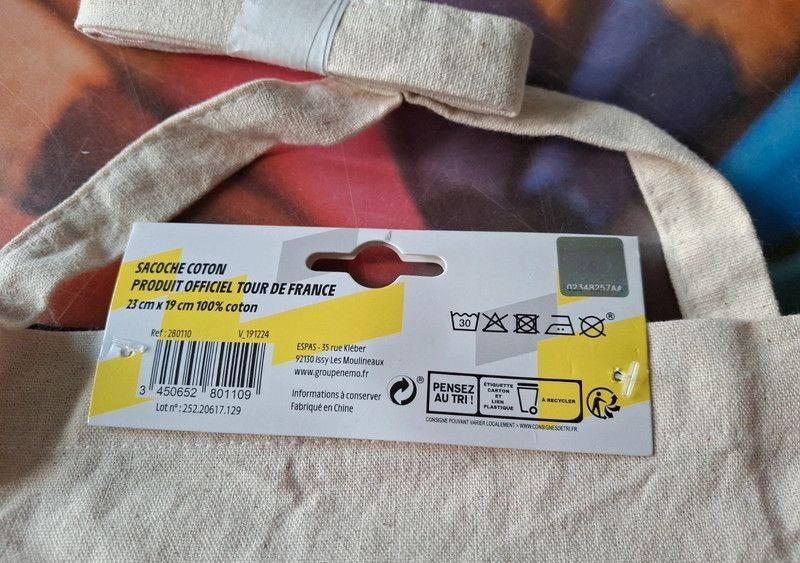 SACOCHE COTON
PRODUIT OFFICIEL TOUR DE FRANCE
23 cm x 19 cm 100% coton
Ref : 280110 V_191224
3 450652 801109
Lot n° : 252.20617.129
ESPAS - 35 rue Kléber
92130 Issy Les Moulineaux
www.groupenemo.fr
Informations à conserver
Fabriqué en Chine
02348257AA
30
®
®
PENSEZ
AU TRI !
ÉTIQUETTE
CARTON
ET
LIEN
PLASTIQUE
À RECYCLER
CONSIGNE POUVANT VARIER LOCALEMENT > WWW.CONSIGNESDETRI.FR